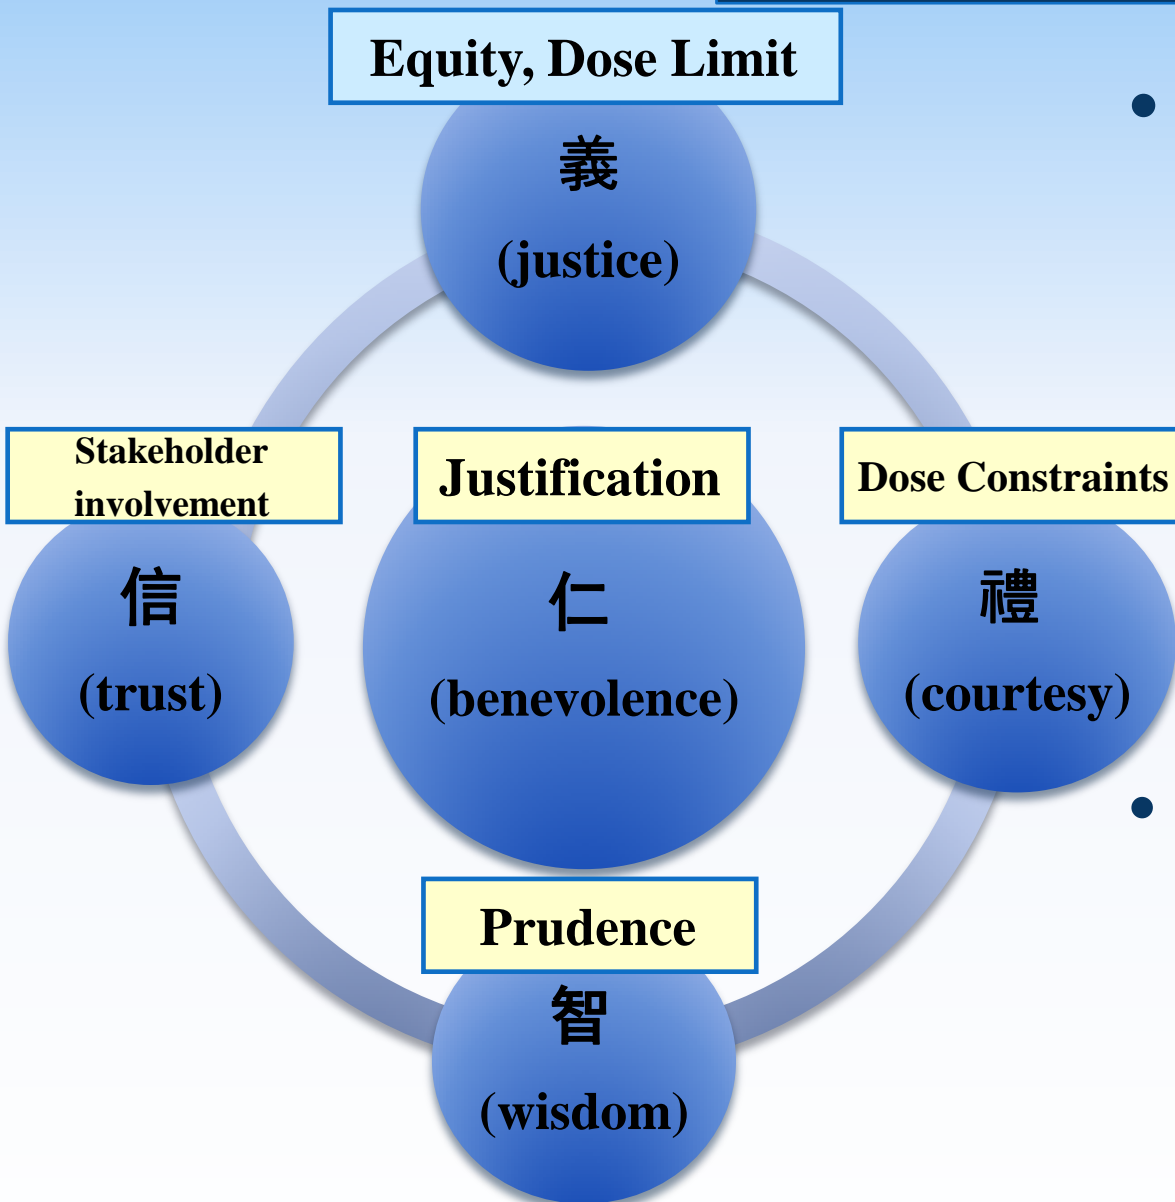 Equity, Dose Limit
義
(justice)
Stakeholder
involvement
信
(trust)
Justification
仁
(benevolence)
Dose Constraints
禮
(courtesy)
Prudence
智
(wisdom)